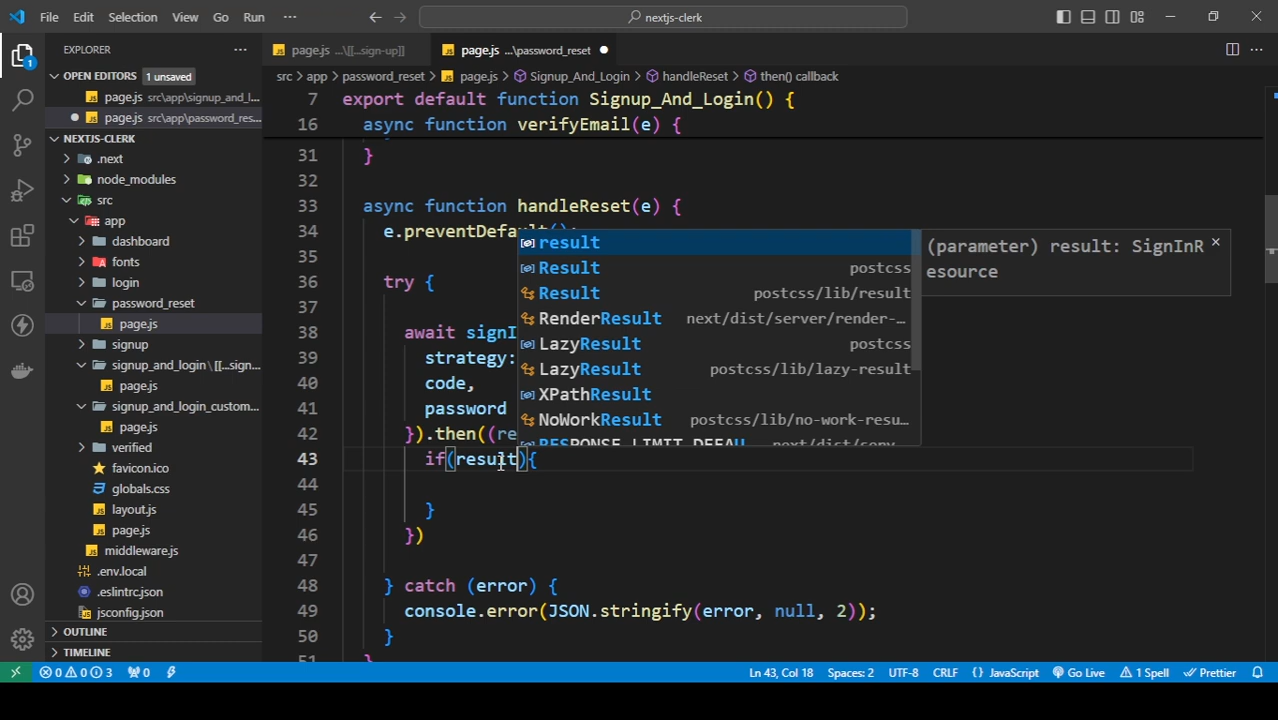 File Edit Selection View Go Run ··· nextjs-clerk
EXPLORER ··· page.js ...\[[...sign-up]] page.js ...\password_reset
OPEN EDITORS 1 unsaved
src > app > password_reset > page.js > Signup_And_Login > handleReset > then() callback
page.js src\app\signup_and_l...
page.js src\app\password_res...
NEXTJS-CLERK
.next
node_modules
src
app
dashboard
fonts
login
password_reset
page.js
signup
signup_and_login\[[...sign...
page.js
signup_and_login_custom...
page.js
verified
favicon.ico
globals.css
layout.js
page.js
middleware.js
.env.local
.eslintrc.json
jsconfig.json
OUTLINE
TIMELINE
7 export default function Signup_And_Login() {
16 async function verifyEmail(e) {
31 }
32
33 async function handleReset(e) {
34 e.preventDefault();
35
36 try {
37
38 await signI
39 strategy:
40 code,
41 password
42 }).then((re
43 if(result){
44
45 }
46 })
47
48 } catch (error) {
49 console.error(JSON.stringify(error, null, 2));
50 }
51 }
result
Result postcss
Result postcss/lib/result
RenderResult next/dist/server/render-...
LazyResult postcss
LazyResult postcss/lib/lazy-result
XPathResult
NoWorkResult postcss/lib/no-work-resu...
RESPONSE_LIMIT_DEFAU next/dist/serv
(parameter) result: SignInR
esource
1
0 0 3 0 Ln 43, Col 18 Spaces: 2 UTF-8 CRLF {} JavaScript Go Live 1 Spell Prettier